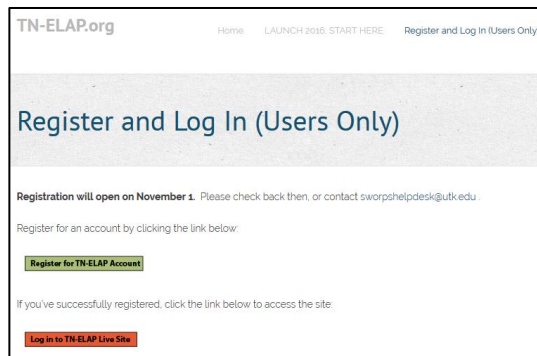 TN-ELAP.org
Home LAUNCH 2016: START HERE: Register and Log In (Users Only
Register and Log In (Users Only)
Registration will open on November 1. Please check back then, or contact sworpshelpdesk@utk.edu .
Register for an account by clicking the link below:
Register for TN-ELAP Account
If you've successfully registered, click the link below to access the site:
Log in to TN-ELAP Live Site